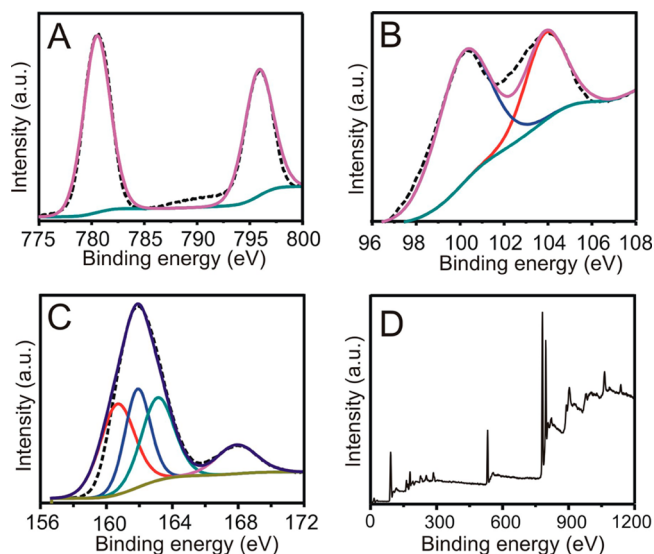 A
Intensity (a.u.)
775 780 785 790 795 800
Binding energy (eV)
B
Intensity (a.u.)
96 98 100 102 104 106 108
Binding energy (eV)
C
Intensity (a.u.)
156 160 164 168 172
Binding energy (eV)
D
Intensity (a.u.)
0 300 600 900 1200
Binding energy (eV)